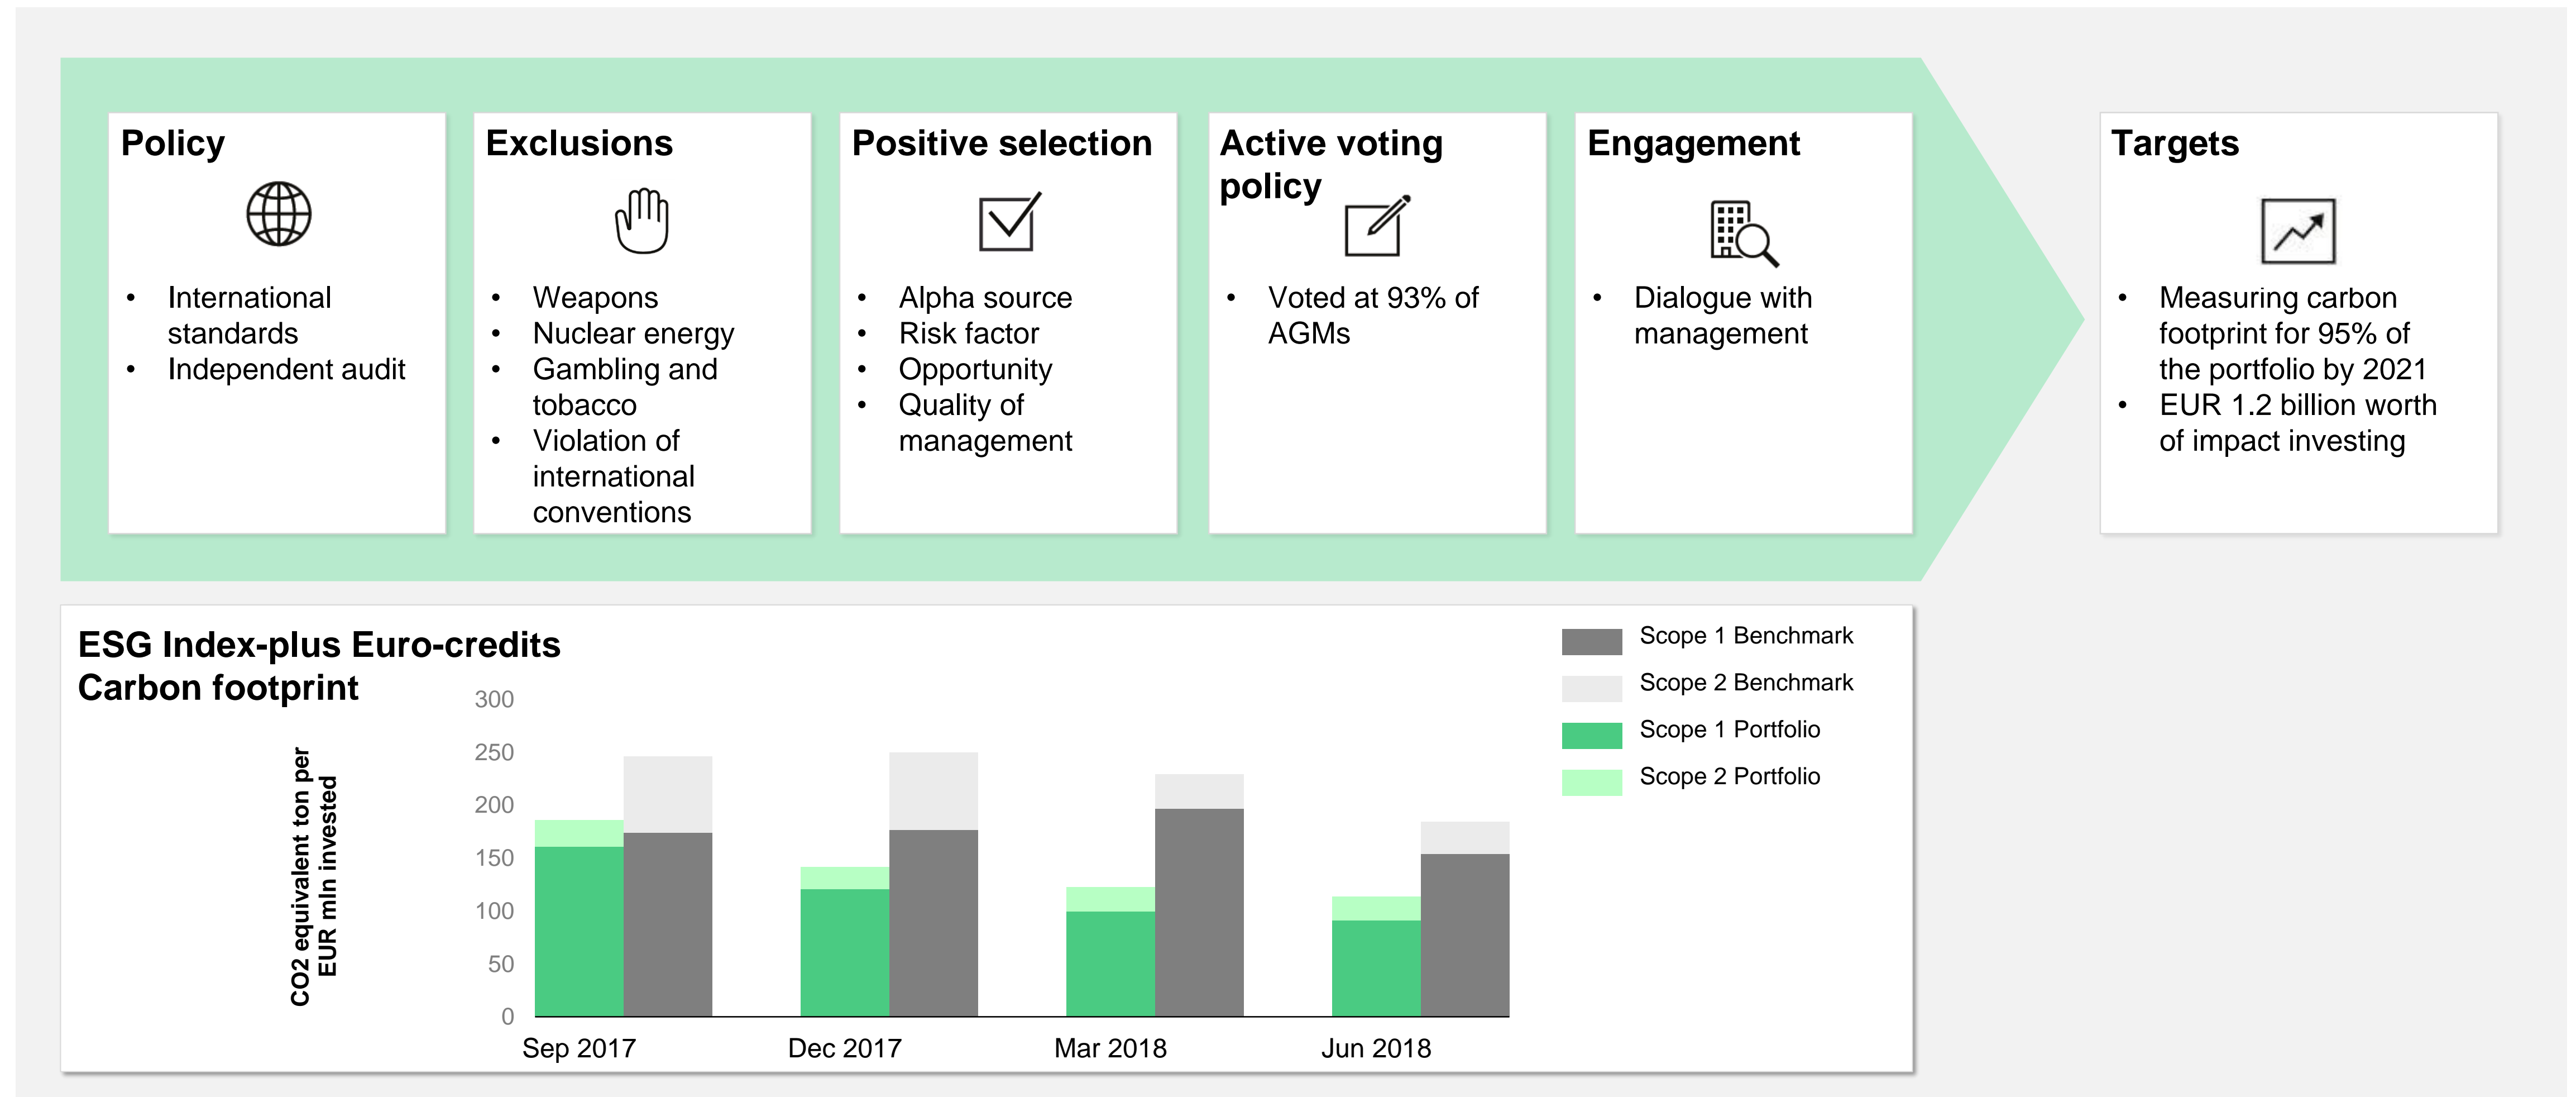 Policy
• International
standards
• Independent audit
Exclusions
• Weapons
• Nuclear energy
• Gambling and
tobacco
• Violation of
international
conventions
Positive selection
• Alpha source
• Risk factor
• Opportunity
• Quality of
management
Active voting
policy
• Voted at 93% of
AGMs
Engagement
• Dialogue with
management
Targets
• Measuring carbon
footprint for 95% of
the portfolio by 2021
• EUR 1.2 billion worth
of impact investing
ESG Index-plus Euro-credits
Carbon footprint
CO2 equivalent ton per
EUR mln invested
300
250
200
150
100
50
0
Sep 2017
Dec 2017
Mar 2018
Jun 2018
Scope 1 Benchmark
Scope 2 Benchmark
Scope 1 Portfolio
Scope 2 Portfolio